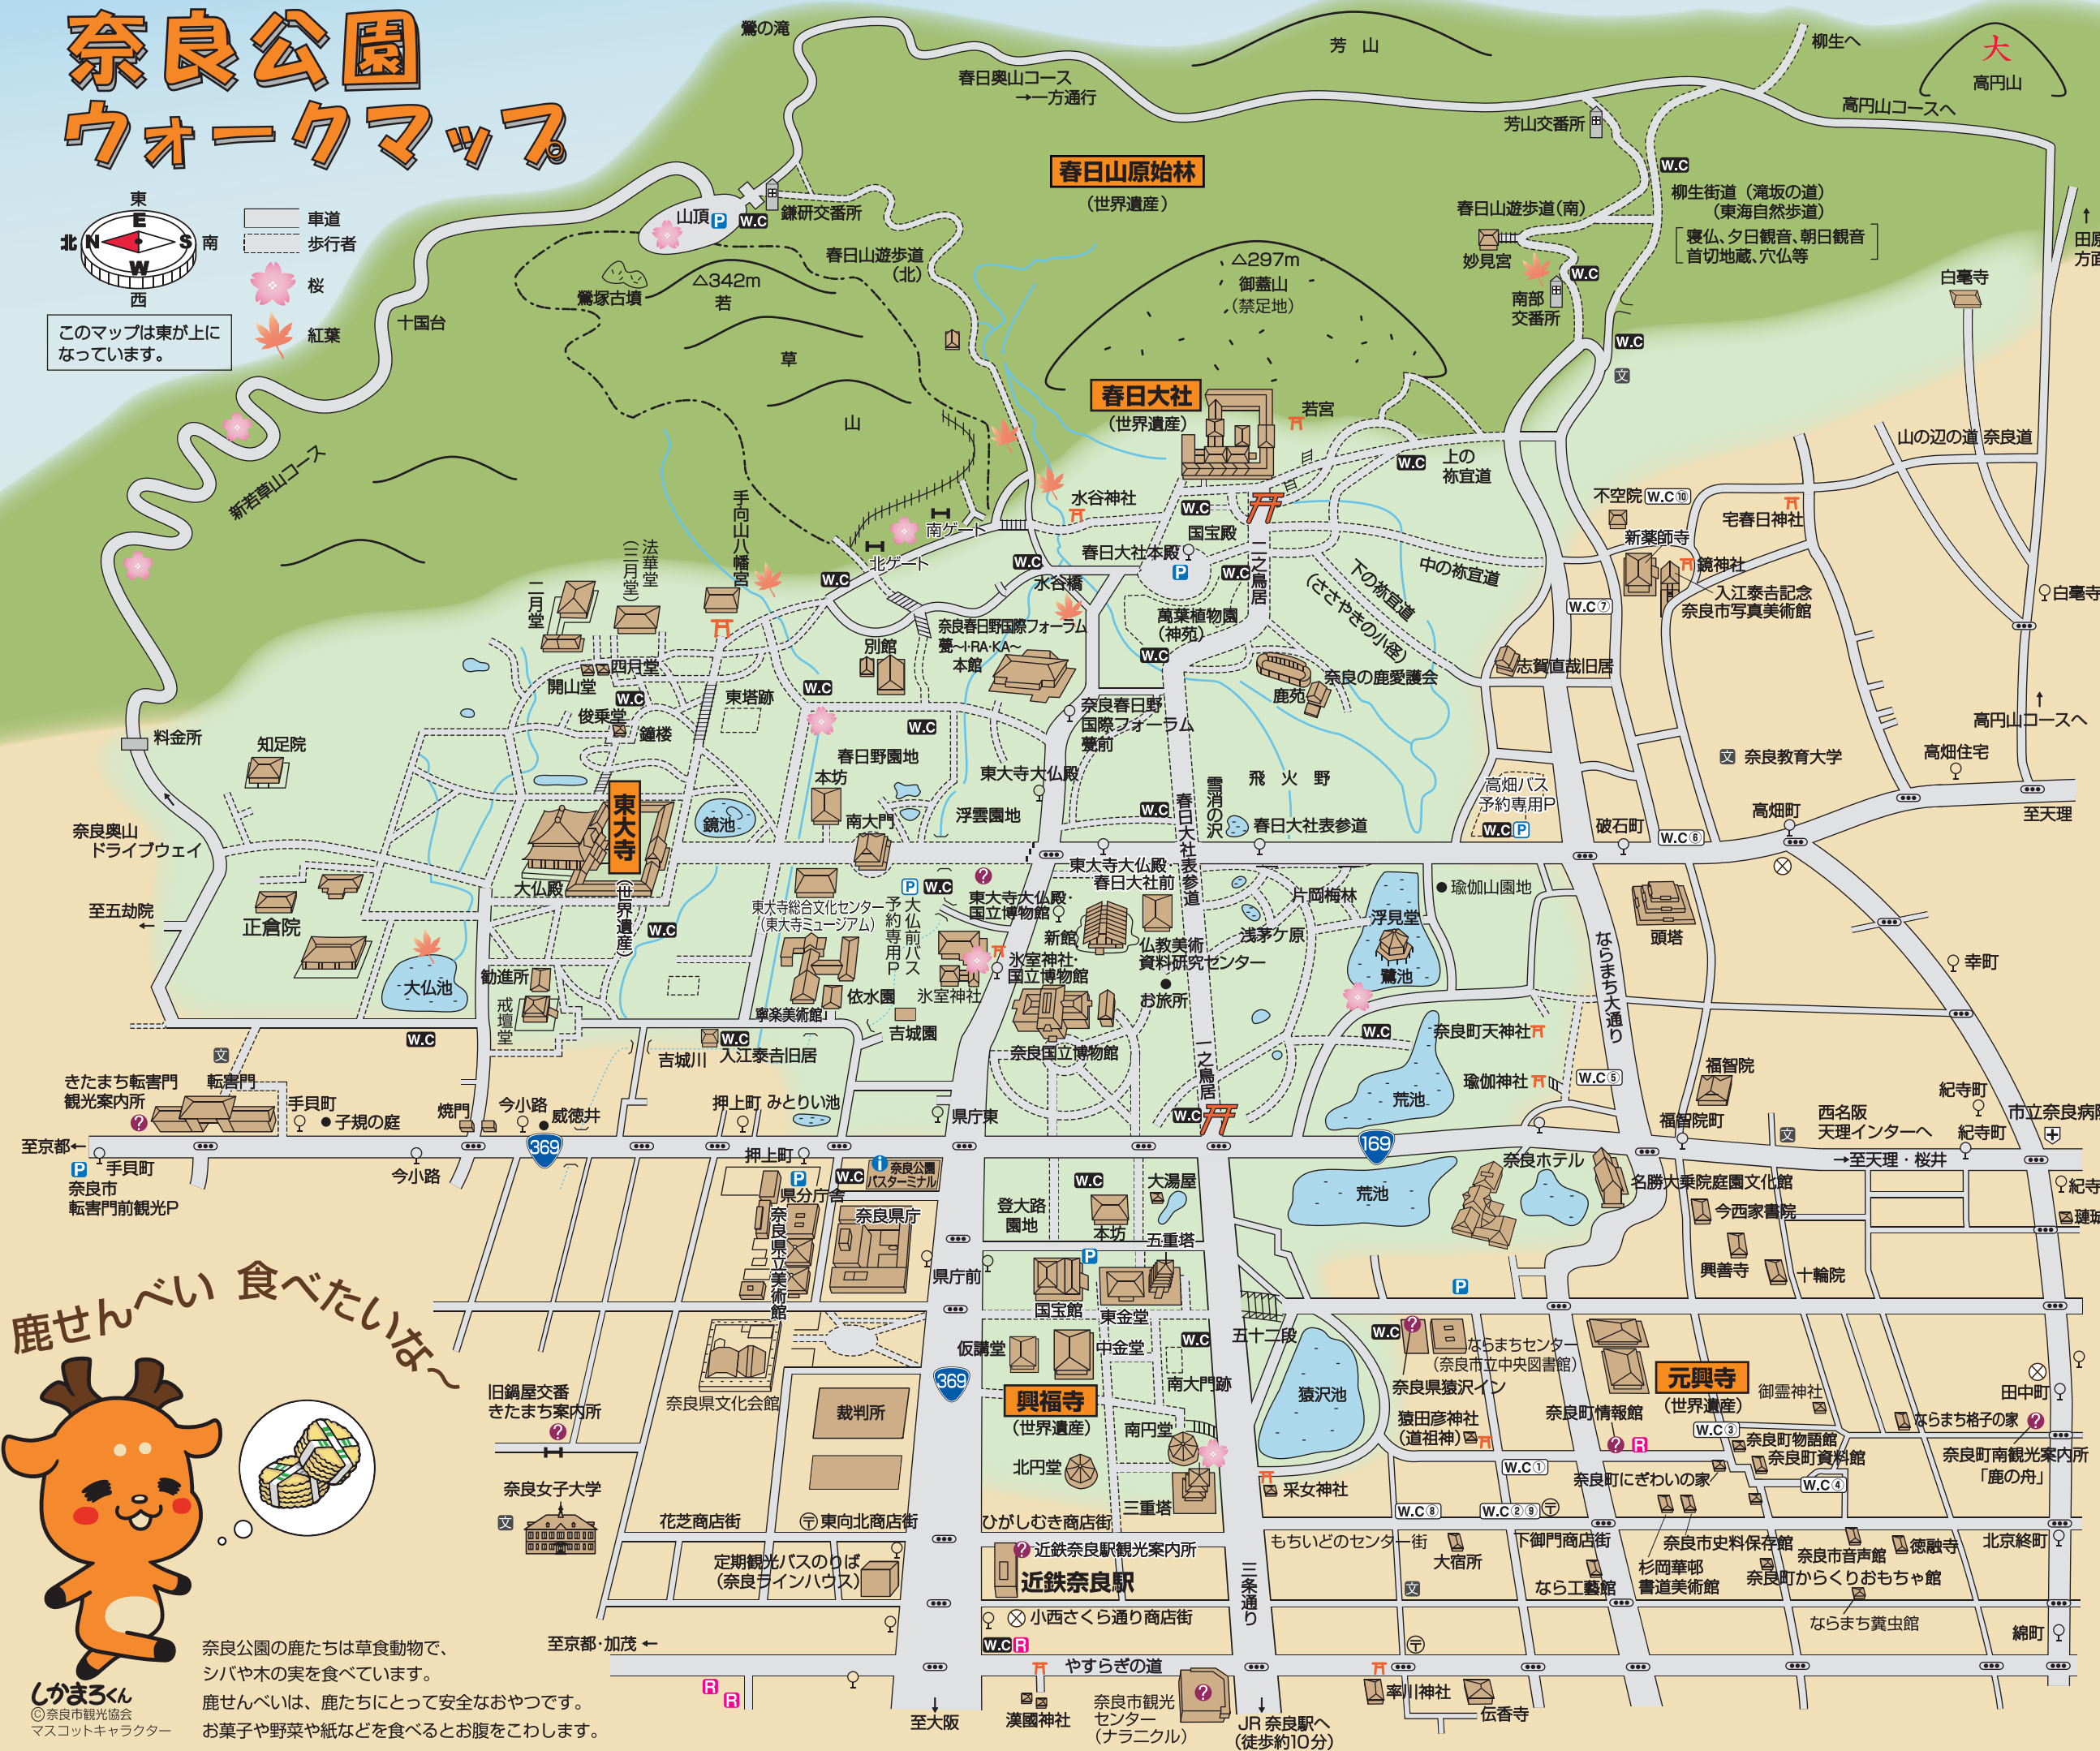 奈良公園
ウォークマップ
東
北
N
E
S
W
南
西
車道
歩行者
桜
紅葉
このマップは東が上に
なっています。
鶯の滝
春日奥山コース
→一方通行
芳 山
柳生へ
大
高円山
高円山コースへ
芳山交番所
W.C
春日山原始林
(世界遺産)
柳生街道(滝坂の道)
(東海自然歩道)
寝仏、夕日観音、朝日観音
首切地蔵、穴仏等
春日山遊歩道(南)
妙見宮
W.C
南部
交番所
W.C
文
白毫寺
山頂
P
W.C
鎌研交番所
春日山遊歩道
(北)
鶯塚古墳
△342m
若
草
山
△297m
御蓋山
(禁足地)
十国台
新若草山コース
春日大社
(世界遺産)
若宮
W.C
上の
祢宜道
山の辺の道 奈良道
不空院
W.C⑩
宅春日神社
新薬師寺
鏡神社
入江泰吉記念
奈良市写真美術館
W.C⑦
志賀直哉旧居
水谷神社
W.C
国宝殿
春日大社本殿
P
W.C
二之鳥居
中の祢宜道
下の祢宜道
(ささやきの小径)
南ゲート
北ゲート
W.C
W.C
水谷橋
手向山八幡宮
法華堂
(三月堂)
二月堂
四月堂
開山堂
W.C
俊乗堂
鐘楼
東塔跡
W.C
別館
奈良春日野国際フォーラム
甍〜I・RA・KA〜
本館
萬葉植物園
(神苑)
W.C
奈良の鹿愛護会
鹿苑
奈良春日野
国際フォーラム
甍前
W.C
春日野園地
東大寺大仏殿
浮雲園地
本坊
南大門
鏡池
東大寺
(世界遺産)
大仏殿
料金所
知足院
奈良奥山
ドライブウェイ
至五劫院
←
正倉院
大仏池
勧進所
戒壇堂
W.C
W.C
雪消の沢
飛 火 野
W.C
春日大社表参道
春日大社表参道
高畑バス
予約専用P
W.C
P
破石町
W.C⑥
高畑町
文
奈良教育大学
高畑住宅
高円山コースへ
至天理
東大寺大仏殿・
春日大社前
東大寺大仏殿・
国立博物館
P
W.C
大仏前バス
予約専用P
東大寺総合文化センター
(東大寺ミュージアム)
新館
仏教美術
資料研究センター
お旅所
氷室神社・
国立博物館
氷室神社
依水園
寧楽美術館
吉城園
奈良国立博物館
W.C
入江泰吉旧居
吉城川
片岡梅林
浅茅ケ原
浮見堂
鷺池
瑜伽山園地
頭塔
ならまち大通り
幸町
W.C
奈良町天神社
瑜伽神社
荒池
W.C⑤
福智院
福智院町
紀寺町
西名阪
天理インターへ
紀寺町
→至天理・桜井
文
一之鳥居
W.C
文
きたまち転害門
観光案内所
転害門
手貝町
子規の庭
焼門
今小路
威徳井
押上町
みとりい池
県庁東
至京都←
P
手貝町
奈良市
転害門前観光P
今小路
369
押上町
W.C
奈良公園
バスターミナル
P
県分庁舎
奈良県庁
奈良県立美術館
県庁前
奈良県文化会館
裁判所
369
169
登大路
園地
W.C
本坊
大湯屋
五重塔
P
国宝館
東金堂
仮講堂
中金堂
W.C
南大門跡
興福寺
(世界遺産)
南円堂
北円堂
三重塔
五十二段
猿沢池
采女神社
荒池
奈良ホテル
名勝大乗院庭園文化館
今西家書院
興善寺
十輪院
P
W.C
ならまちセンター
(奈良市立中央図書館)
奈良県猿沢イン
猿田彦神社
(道祖神)
元興寺
(世界遺産)
御霊神社
奈良町情報館
R
W.C③
奈良町物語館
奈良町資料館
W.C①
奈良町にぎわいの家
W.C④
ならまち格子の家
奈良町南観光案内所
「鹿の舟」
田中町
W.C⑧
W.C②⑨
もちいどのセンター街
大宿所
下御門商店街
なら工藝館
杉岡華邨
書道美術館
奈良市史料保存館
奈良市音声館
徳融寺
奈良町からくりおもちゃ館
ならまち糞虫館
北京終町
綿町
文
鹿せんべい 食べたいな〜
旧鍋屋交番
きたまち案内所
奈良女子大学
文
花芝商店街
東向北商店街
定期観光バスのりば
(奈良ラインハウス)
ひがしむき商店街
近鉄奈良駅観光案内所
近鉄奈良駅
小西さくら通り商店街
W.C
R
三条通り
至京都・加茂 ←
やすらぎの道
R
R
至大阪
漢國神社
奈良市観光
センター
(ナラニクル)
JR 奈良駅へ
(徒歩約10分)
率川神社
伝香寺
しかまろくん
©奈良市観光協会
マスコットキャラクター
奈良公園の鹿たちは草食動物で、
シバや木の実を食べています。
鹿せんべいは、鹿たちにとって安全なおやつです。
お菓子や野菜や紙などを食べるとお腹をこわします。